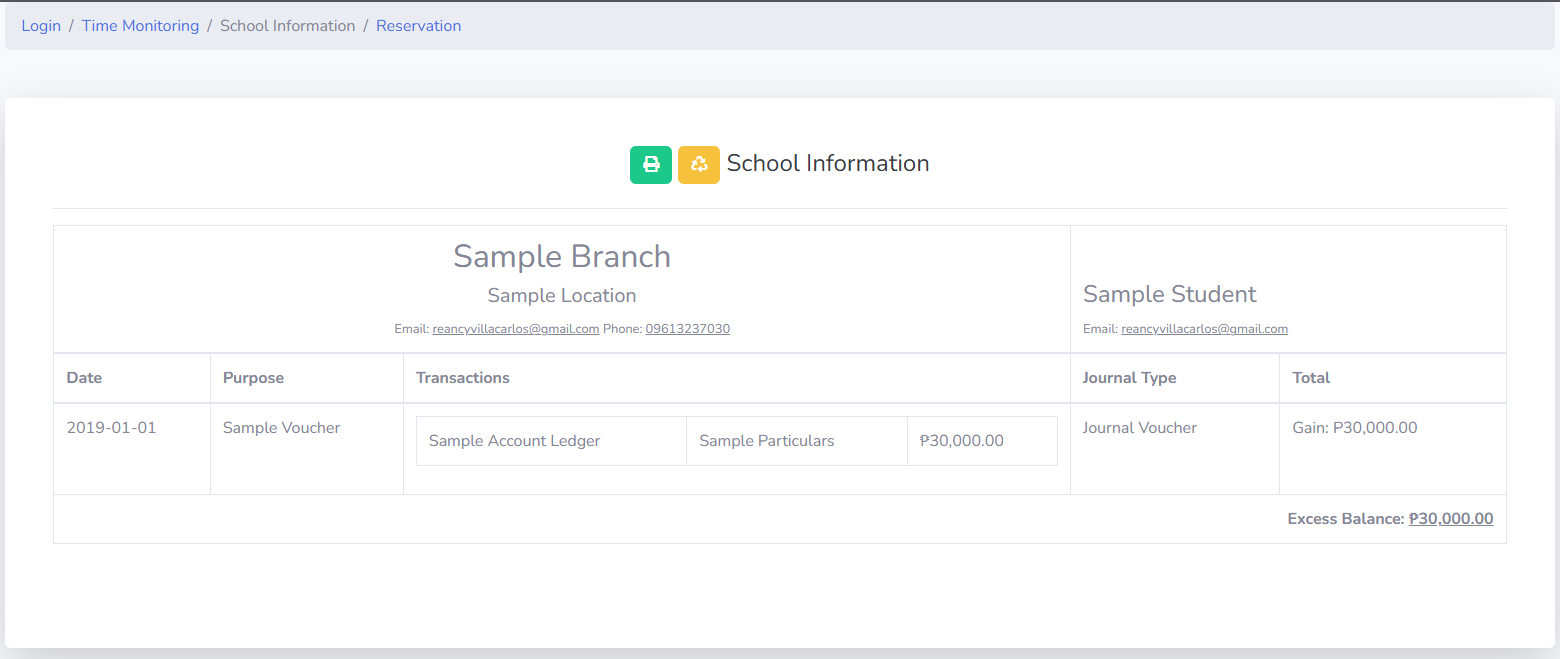 Login / Time Monitoring / School Information / Reservation
School Information
Sample Branch
Sample Location
Email: reancyvillacarlos@gmail.com Phone: 09613237030
Sample Student
Email: reancyvillacarlos@gmail.com
Date Purpose Transactions Journal Type Total
2019-01-01 Sample Voucher Sample Account Ledger Sample Particulars ₱30,000.00 Journal Voucher Gain: P30,000.00
Excess Balance: ₱30,000.00